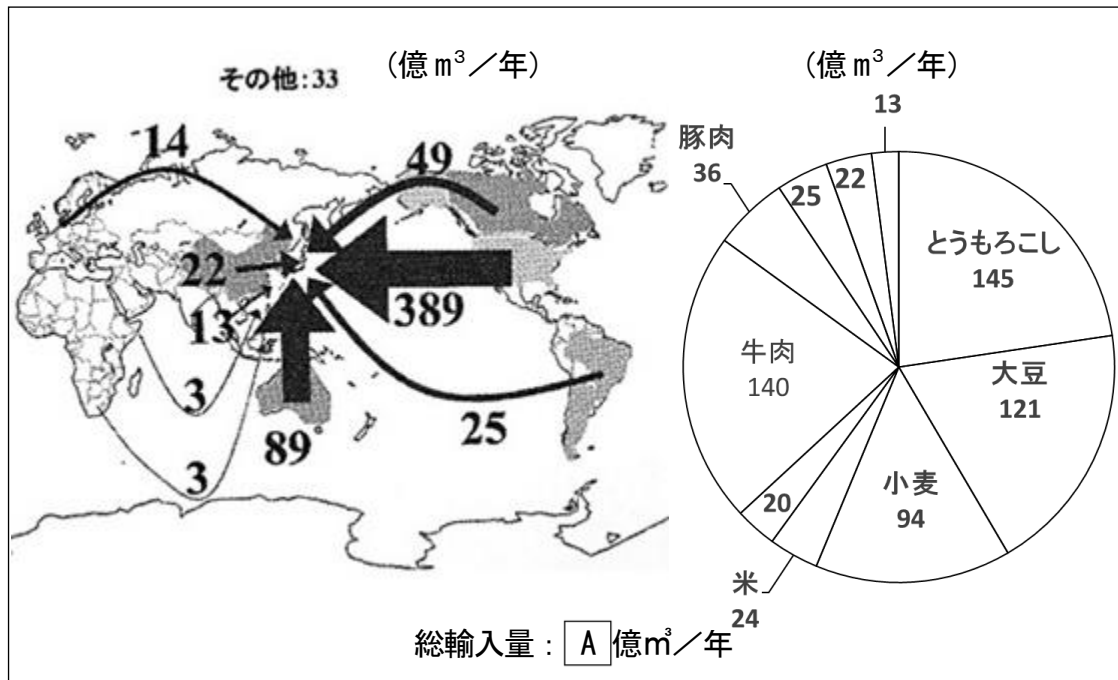 その他:33
(億m³/年)
14
49
22
389
13
3
89
25
3
(億m³/年)
13
豚肉
36
25
22
とうもろこし
145
牛肉
140
大豆
121
小麦
94
20
米
24
総輸入量：A億㎥/年